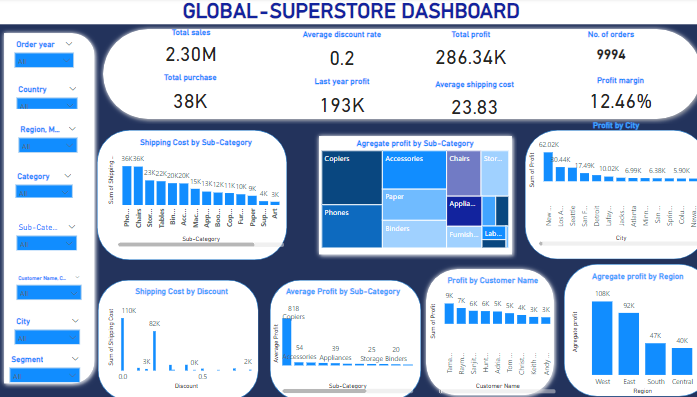 GLOBAL-SUPERSTORE DASHBOARD
Order year
All
Country
All
Region, M...
All
Category
All
Sub-Cate...
All
Customer Name,C...
All
City
All
Segment
All
Total sales
2.30M
Average discount rate
0.2
Total profit
286.34K
No. of orders
9994
Total purchase
38K
Last year profit
193K
Average shipping cost
23.83
Profit margin
12.46%
Shipping Cost by Sub-Category
Sum of Shipping ...
36K 36K 23K 22K 20K 20K 15K 13K 12K 11K 10K 9K 4K 3K
Pho... Chairs Stor... Tables Bin... Acc... Mac... App... Boo... Cop... Fur... Paper Sup... Art
Sub-Category
Agregate profit by Sub-Category
Copiers
Phones
Accessories
Paper
Binders
Chairs
Stor...
Applia...
Furnish...
Lab...
Profit by City
Sum of Profit
62.02K 30.44K 17.49K 10.02K 6.99K 6.38K 5.90K
New ... Los A... Seattle San F... Detroit Lafay... Jacks... Atlanta Minn... San ... Sprin... Colu... Newa...
City
Shipping Cost by Discount
Sum of Shipping Cost
110K 3K 82K 0K 2K
0.0 0.5
Discount
Average Profit by Sub-Category
Average Profit
818
Copiers
54 39 25 20
Accessories Appliances Storage Binders
Sub-Category
Profit by Customer Name
Sum of Profit
9K 7K 6K 6K 5K 5K 4K 3K 3K
Tama... Raym... Sanjit... Hunt... Adria... Tom ... Christ... Keith... Andy...
Customer Name
Agregate profit by Region
Agregate profit
108K 92K 47K 40K
West East South Central
Region